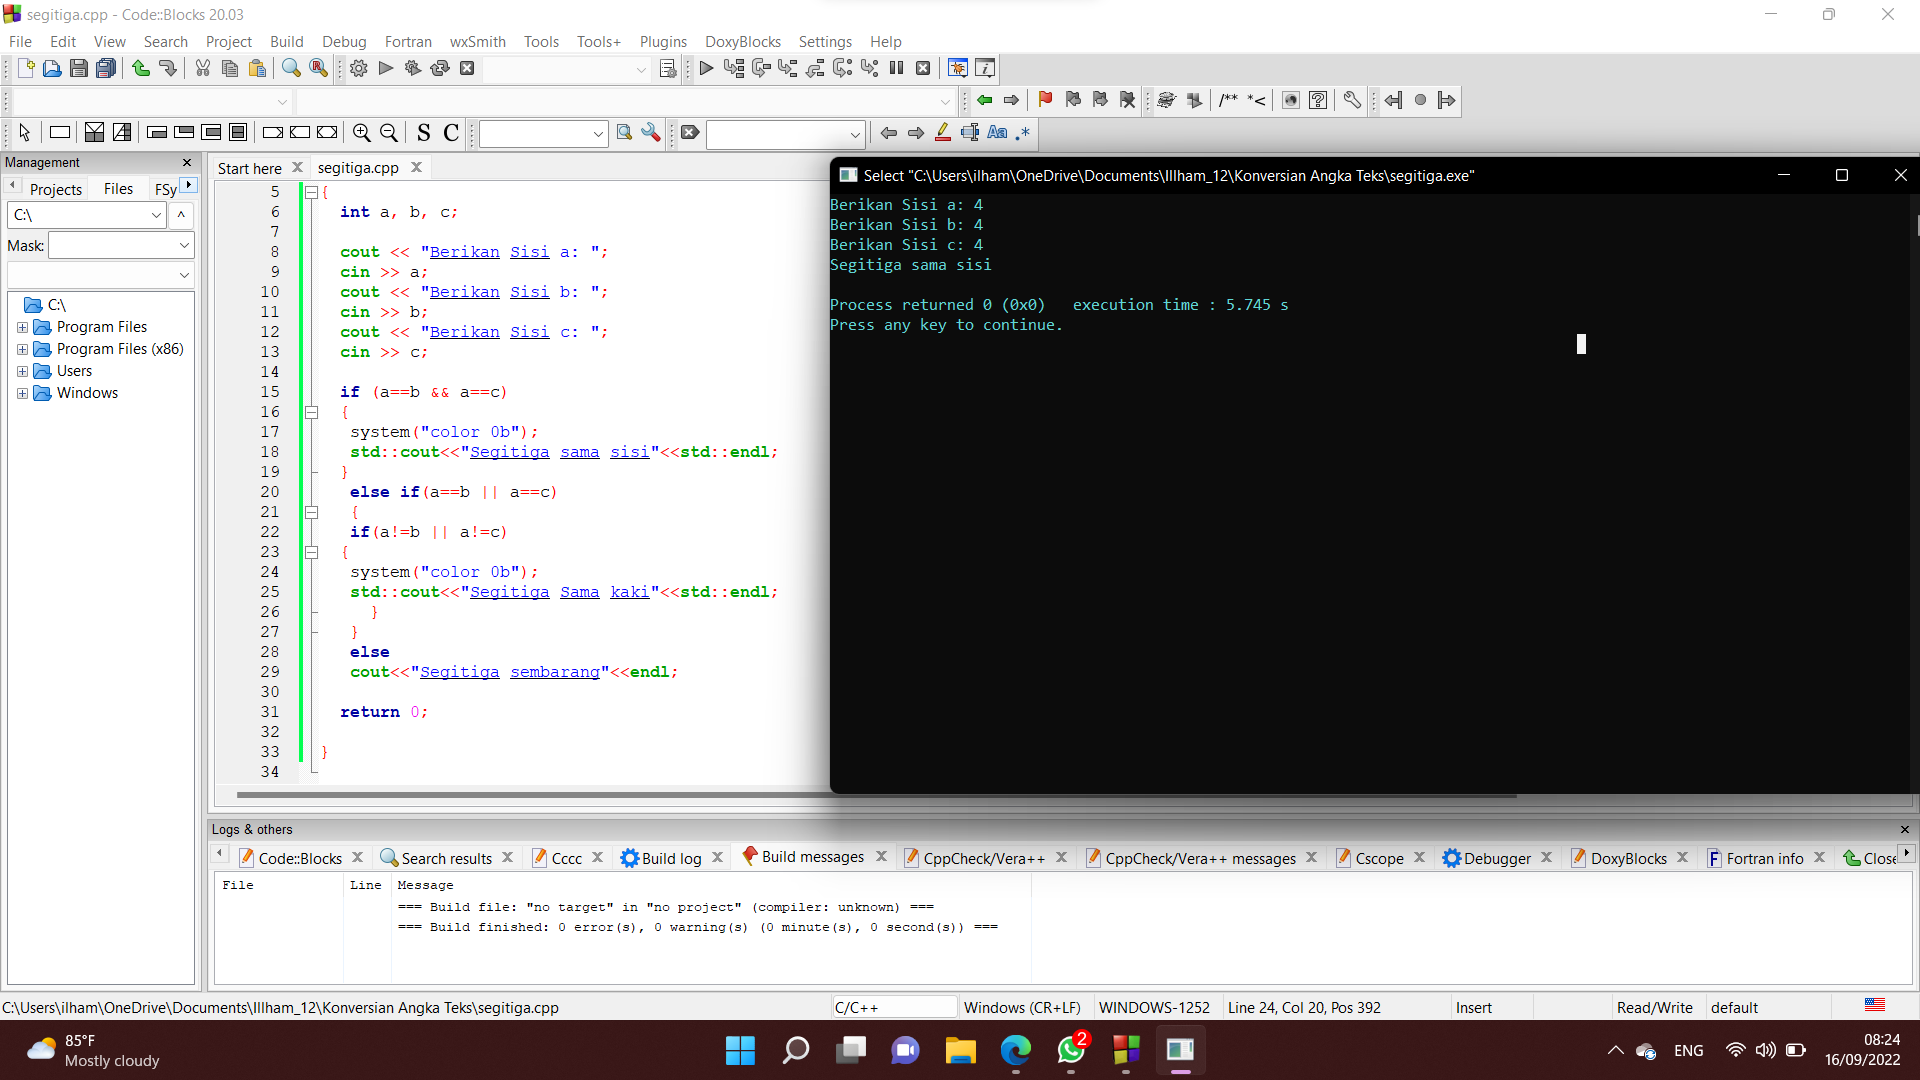 segitiga.cpp - Code::Blocks 20.03
File Edit View Search Project Build Debug Fortran wxSmith Tools Tools+ Plugins DoxyBlocks Settings Help
/** *<
S C
Aa .*
Management
Projects Files FSy
C:\
Mask:
C:\
Program Files
Program Files (x86)
Users
Windows
Start here segitiga.cpp
5 {
6 int a, b, c;
7
8 cout << "Berikan Sisi a: ";
9 cin >> a;
10 cout << "Berikan Sisi b: ";
11 cin >> b;
12 cout << "Berikan Sisi c: ";
13 cin >> c;
14
15 if (a==b && a==c)
16 {
17 system("color 0b");
18 std::cout<<"Segitiga sama sisi"<<std::endl;
19 }
20 else if(a==b || a==c)
21 {
22 if(a!=b || a!=c)
23 {
24 system("color 0b");
25 std::cout<<"Segitiga Sama kaki"<<std::endl;
26 }
27 }
28 else
29 cout<<"Segitiga sembarang"<<endl;
30
31 return 0;
32
33 }
34
Select "C:\Users\ilham\OneDrive\Documents\Illham_12\Konversian Angka Teks\segitiga.exe"
Berikan Sisi a: 4
Berikan Sisi b: 4
Berikan Sisi c: 4
Segitiga sama sisi
Process returned 0 (0x0)   execution time : 5.745 s
Press any key to continue.
Logs & others
Code::Blocks Search results Cccc Build log Build messages CppCheck/Vera++ CppCheck/Vera++ messages Cscope Debugger DoxyBlocks Fortran info Close
File Line Message
=== Build file: "no target" in "no project" (compiler: unknown) ===
=== Build finished: 0 error(s), 0 warning(s) (0 minute(s), 0 second(s)) ===
C:\Users\ilham\OneDrive\Documents\Illham_12\Konversian Angka Teks\segitiga.cpp C/C++ Windows (CR+LF) WINDOWS-1252 Line 24, Col 20, Pos 392 Insert Read/Write default
85°F
Mostly cloudy
2
ENG
08:24
16/09/2022